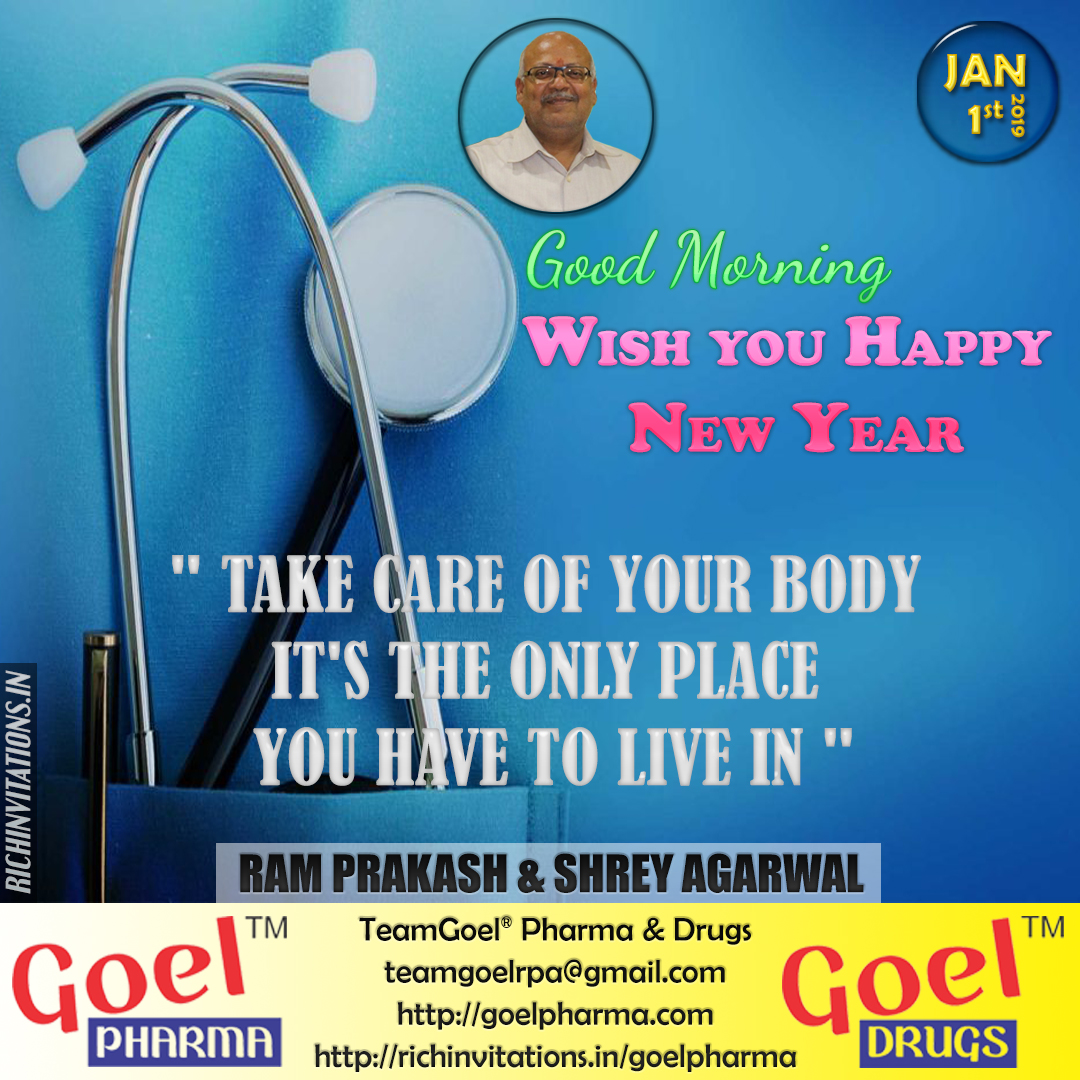 JAN
1st 2019
Good Morning
WISH YOU HAPPY
NEW YEAR
" TAKE CARE OF YOUR BODY
IT'S THE ONLY PLACE
YOU HAVE TO LIVE IN "
RICHINVITATIONS.IN
RAM PRAKASH & SHREY AGARWAL
Goel™
PHARMA
TeamGoel® Pharma & Drugs
teamgoelrpa@gmail.com
http://goelpharma.com
http://richinvitations.in/goelpharma
Goel™
DRUGS